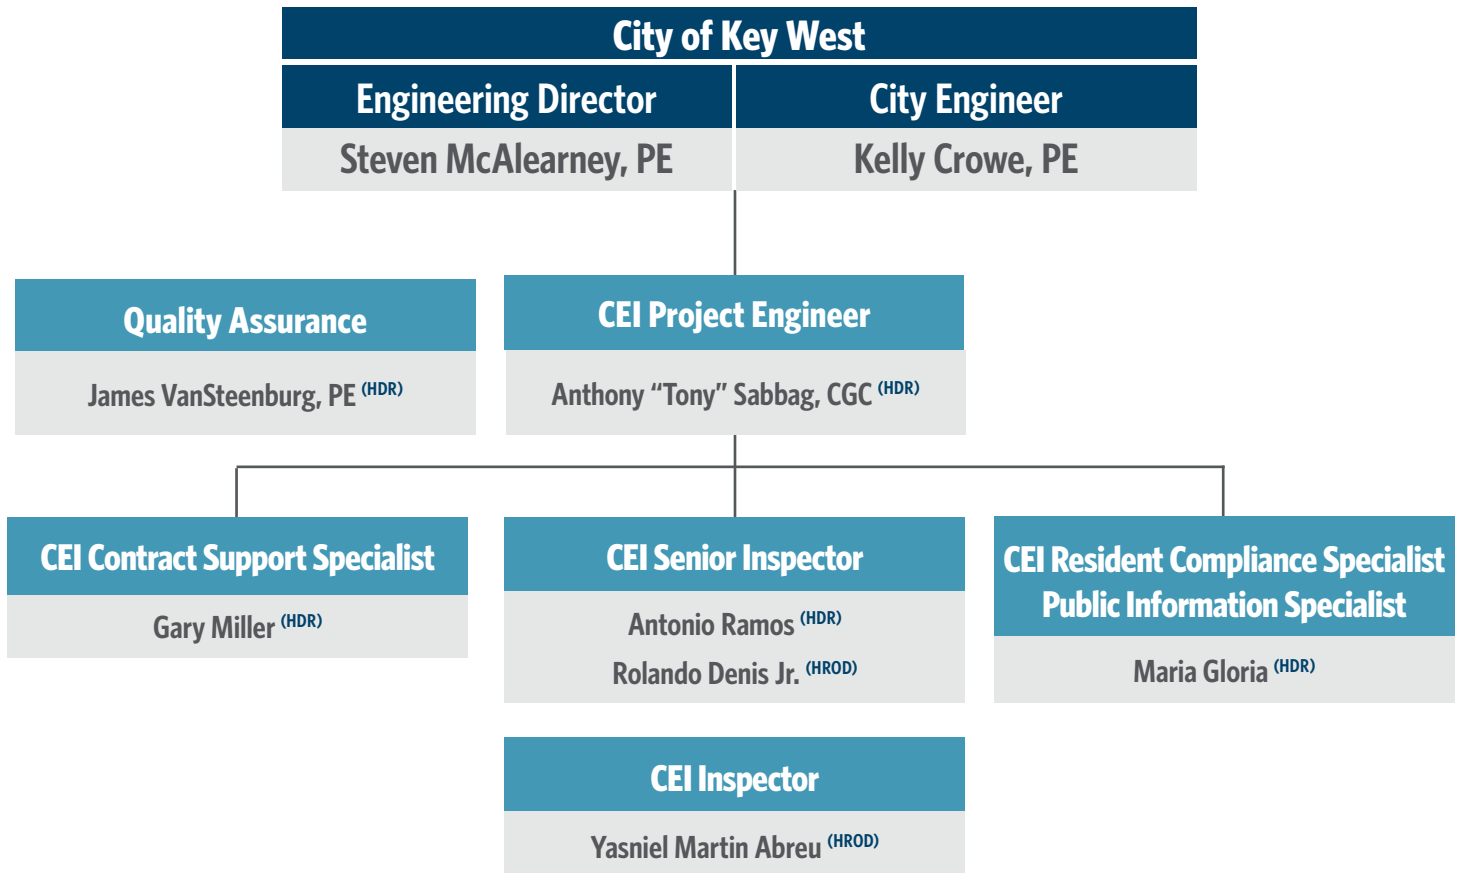 City of Key West
Engineering Director
City Engineer
Steven McAlearney, PE
Kelly Crowe, PE
Quality Assurance
James VanSteenburg, PE (HDR)
CEI Project Engineer
Anthony “Tony” Sabbag, CGC (HDR)
CEI Contract Support Specialist
Gary Miller (HDR)
CEI Senior Inspector
Antonio Ramos (HDR)
Rolando Denis Jr. (HROD)
CEI Resident Compliance Specialist
Public Information Specialist
Maria Gloria (HDR)
CEI Inspector
Yasniel Martin Abreu (HROD)